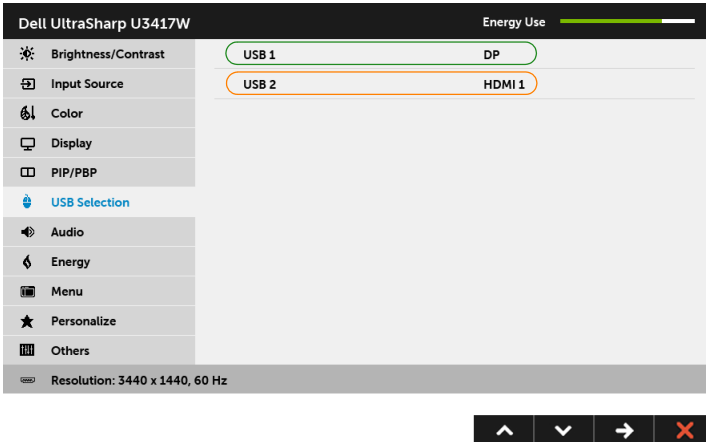 Dell UltraSharp U3417W
Energy Use
Brightness/Contrast
USB 1 DP
Input Source
USB 2 HDMI 1
Color
Display
PIP/PBP
USB Selection
Audio
Energy
Menu
Personalize
Others
Resolution: 3440 x 1440, 60 Hz